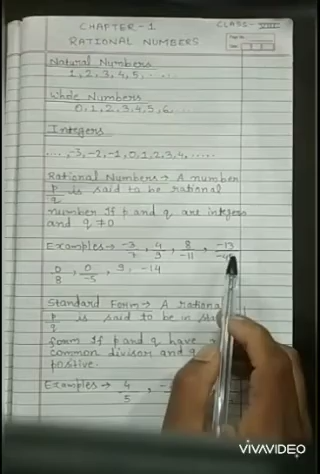 CHAPTER-1
CLASS-VIII
RATIONAL NUMBERS
Page No.
Date
Natural Numbers
1, 2, 3, 4, 5, .....
Whole Numbers
0, 1, 2, 3, 4, 5, 6, ....
Integers
...., -3, -2, -1, 0, 1, 2, 3, 4, .....
Rational Numbers → A number
p/q is said to be rational
number if p and q are integers
and q ≠ 0
Examples → -3/7, 4/9, 8/-11, -13/
0/8, 0/-5, 9, -14
Standard Form → A rational
p/q is said to be in
form if p and q have
common divisor and q
positive.
Examples → 4/5,
VIVAVIDEO